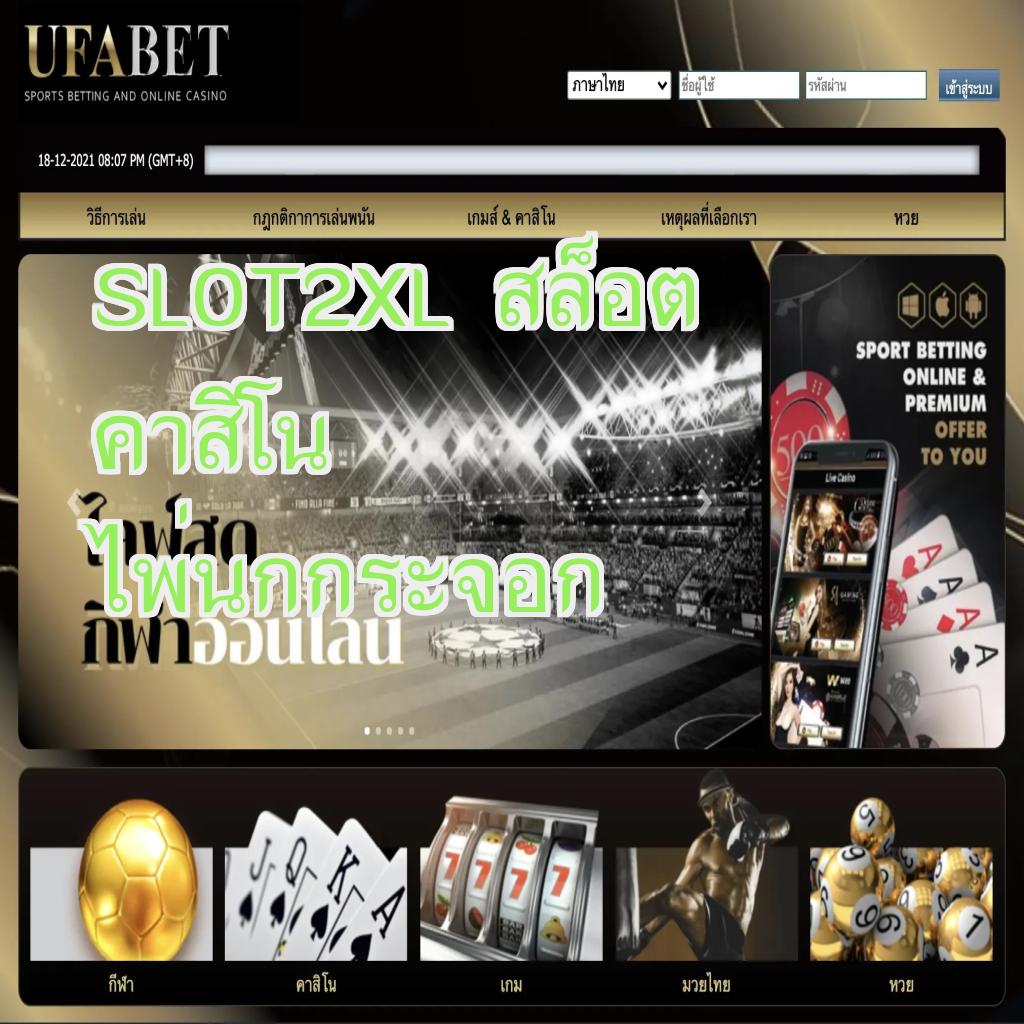 UFABET
SPORTS BETTING AND ONLINE CASINO
ภาษาไทย
ชื่อผู้ใช้
รหัสผ่าน
เข้าสู่ระบบ
18-12-2021 08:07 PM (GMT+8)
วิธีการเล่น
กฎกติกาการเล่นพนัน
เกมส์ & คาสิโน
เหตุผลที่เลือกเรา
หวย
SLOT2XL สล็อต
คาสิโน
ไพ่นกกระจอก
กีฬาออนไลน์
SPORT BETTING
ONLINE &
PREMIUM
OFFER
TO YOU
500
Live Casino
A
A
A
A
J Q K A
7 7 7 7
กีฬา
คาสิโน
เกม
มวยไทย
หวย